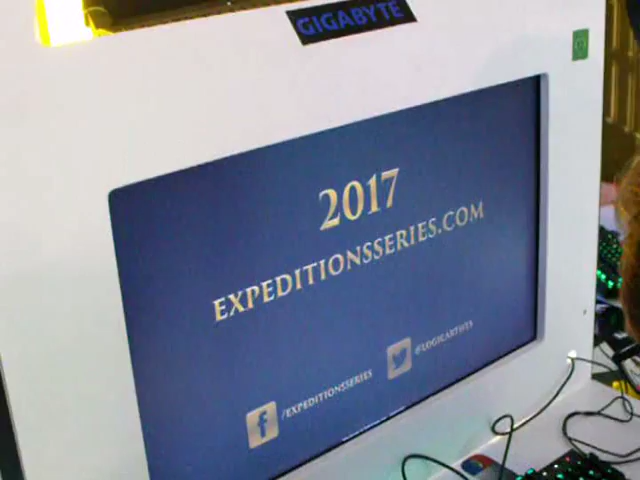 GIGABYTE
2017
EXPEDITIONSSERIES.COM
@LOGICARTISTS
f /EXPEDITIONSSERIES